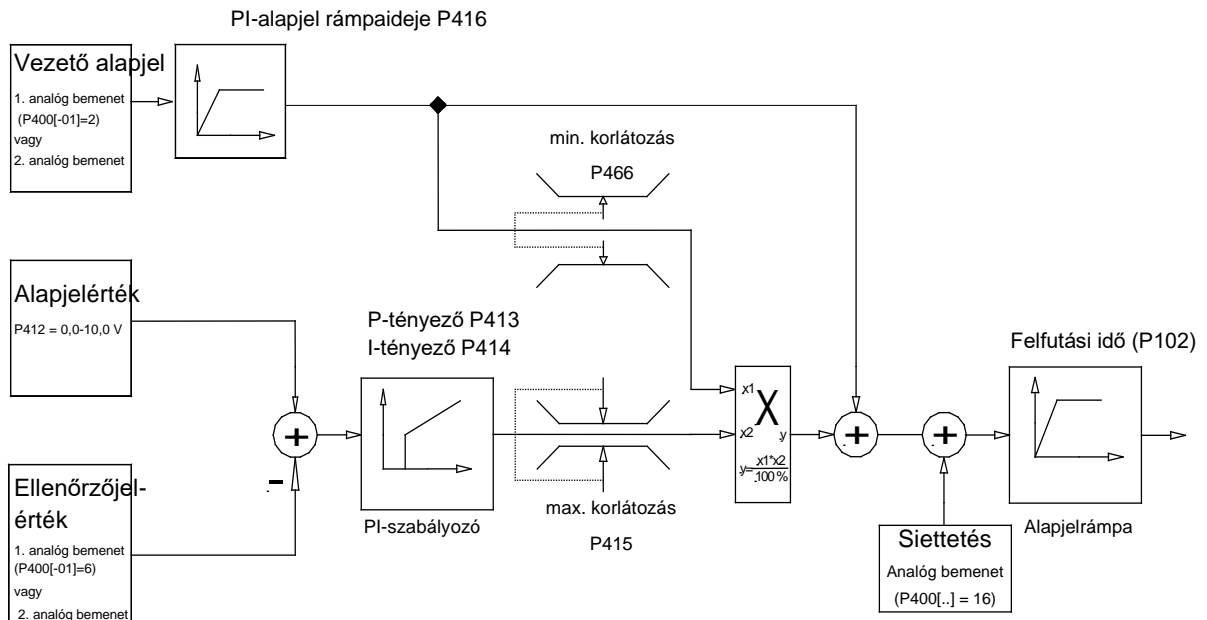 PI-alapjel rámpaideje P416
Vezető alapjel
1. analóg bemenet
(P400[-01]=2)
vagy
2. analóg bemenet
min. korlátozás
P466
Alapjelérték
P412 = 0,0-10,0 V
P-tényező P413
I-tényező P414
Felfutási idő (P102)
x1
X
x2
y
y=x1*x2
100 %
+
+
+
-
Ellenőrzőjel-
érték
1. analóg bemenet
(P400[-01]=6)
vagy
2. analóg bemenet
PI-szabályozó
max. korlátozás
P415
Siettetés
Analóg bemenet
(P400[..] = 16)
Alapjelrámpa